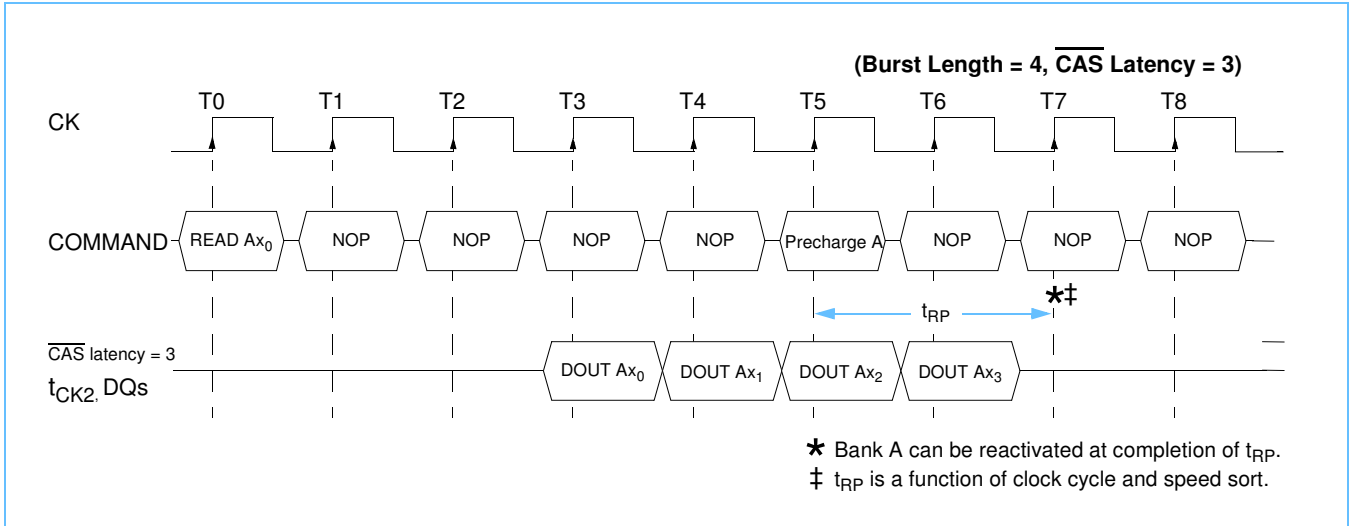 (Burst Length = 4, CAS Latency = 3)
T0 T1 T2 T3 T4 T5 T6 T7 T8
CK
COMMAND READ Ax0 NOP NOP NOP NOP Precharge A NOP NOP NOP
*‡
tRP
CAS latency = 3
tCK2, DQs DOUT Ax0 DOUT Ax1 DOUT Ax2 DOUT Ax3
* Bank A can be reactivated at completion of tRP.
‡ tRP is a function of clock cycle and speed sort.